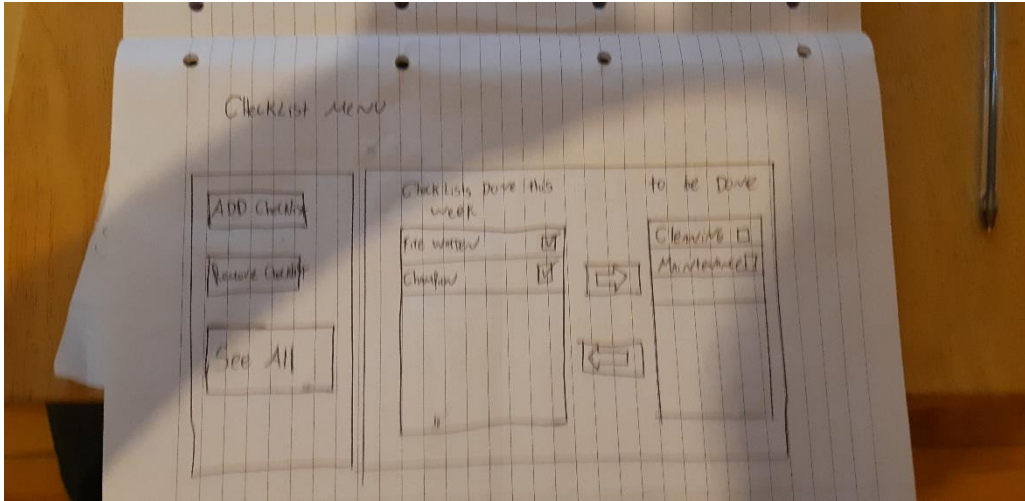 Checklist Menu
ADD Checklist
Remove Checklist
See All
Checklists Done this
week
to be Done
Fire warden
Champion
Cleaning
Maintenance